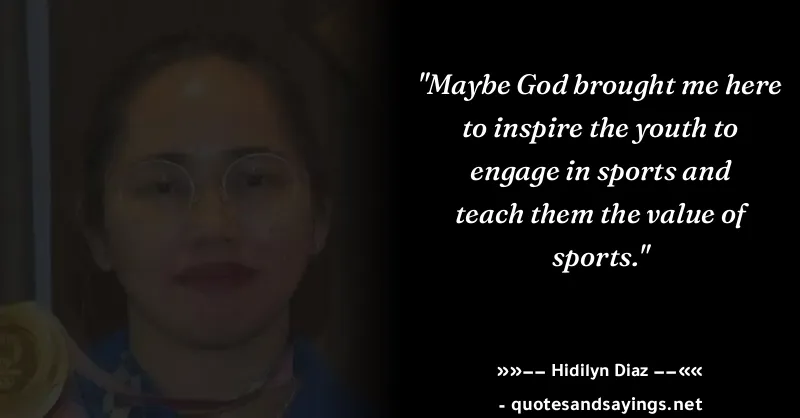 "Maybe God brought me here
to inspire the youth to
engage in sports and
teach them the value of
sports."
»»−− Hidilyn Diaz −−««
- quotesandsayings.net